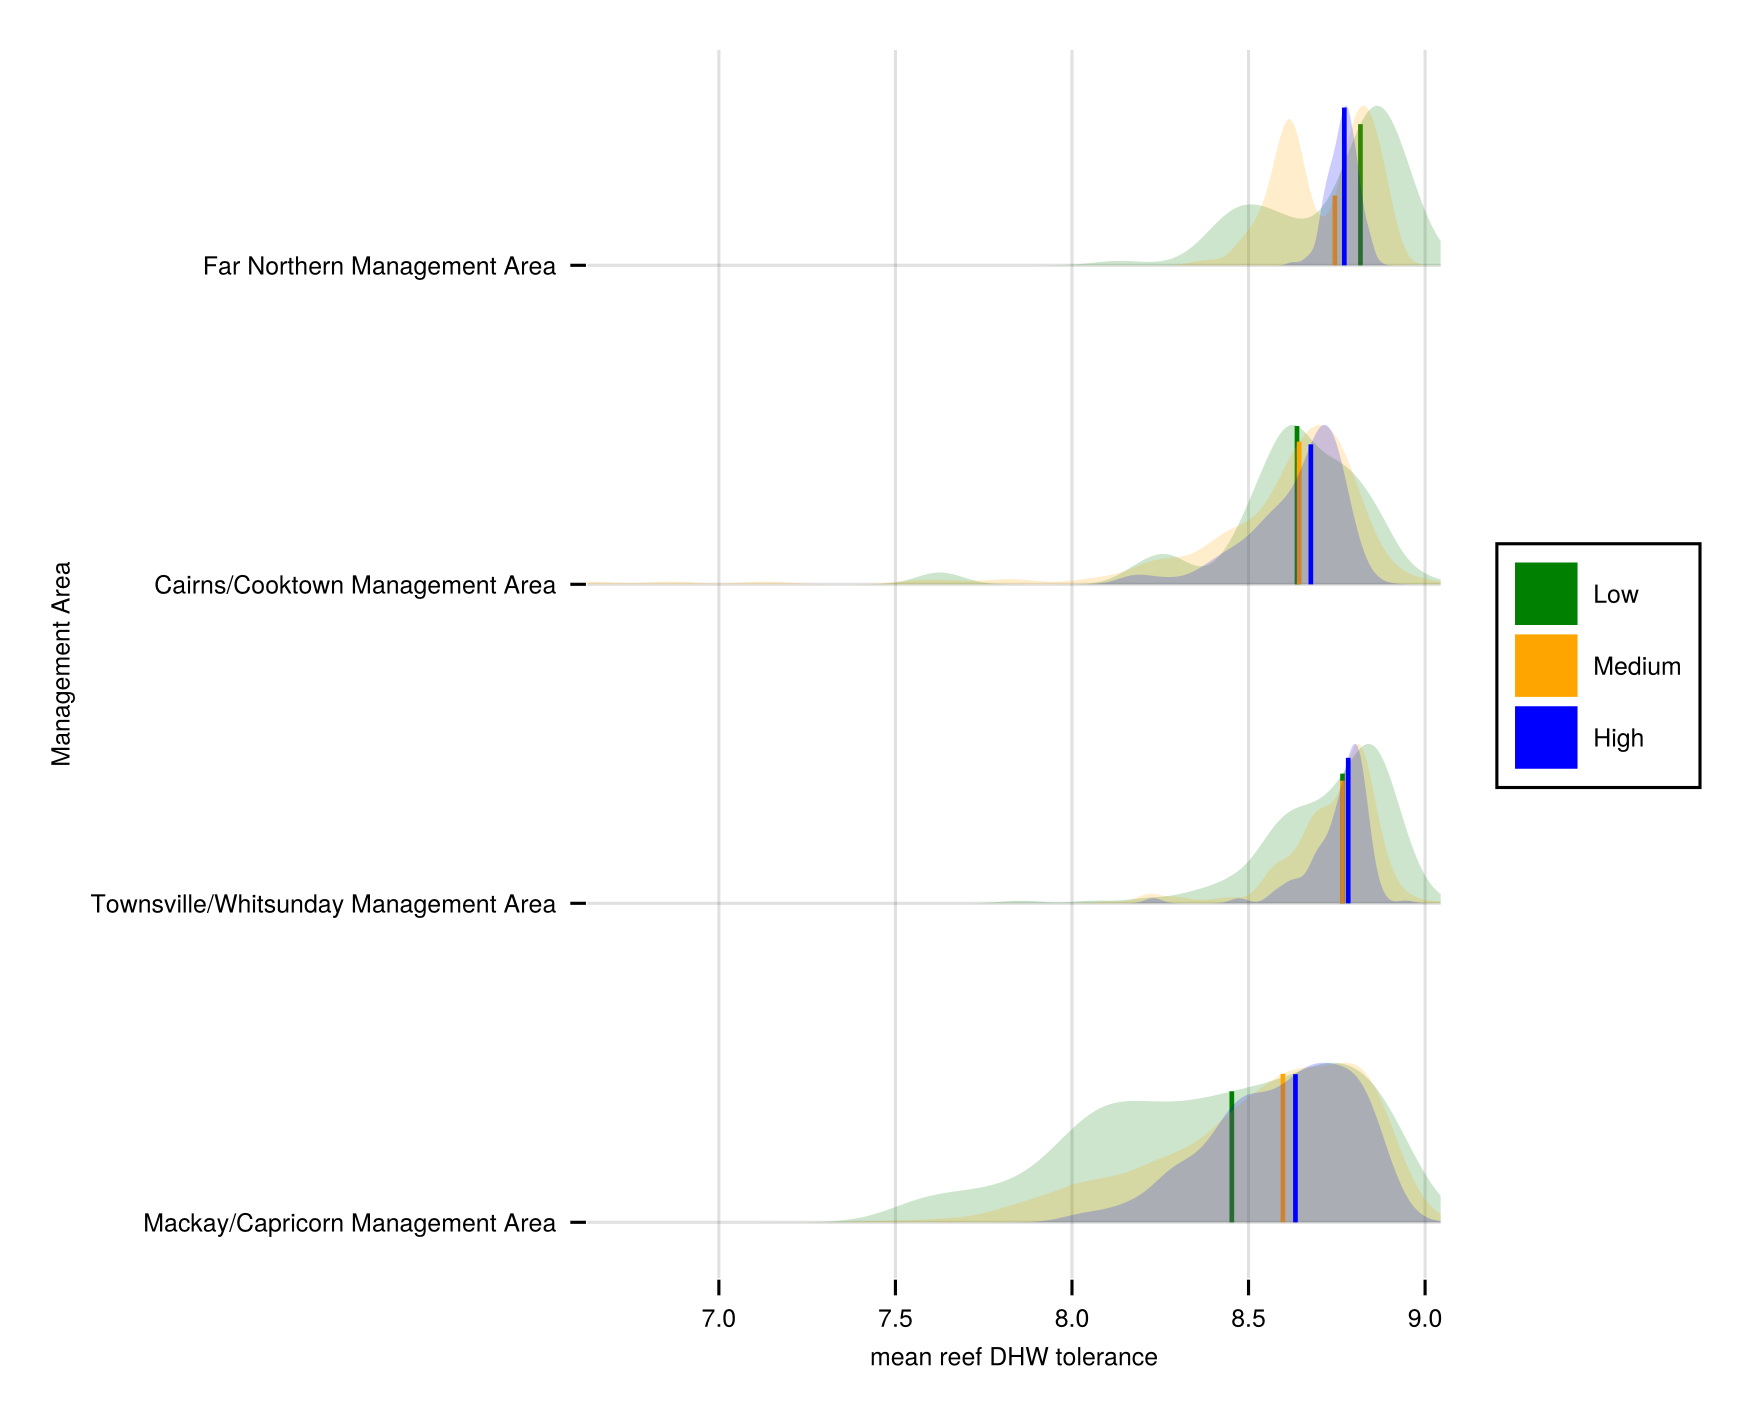 Far Northern Management Area
Cairns/Cooktown Management Area
Townsville/Whitsunday Management Area
Mackay/Capricorn Management Area
Management Area
7.0 7.5 8.0 8.5 9.0
mean reef DHW tolerance
Low
Medium
High